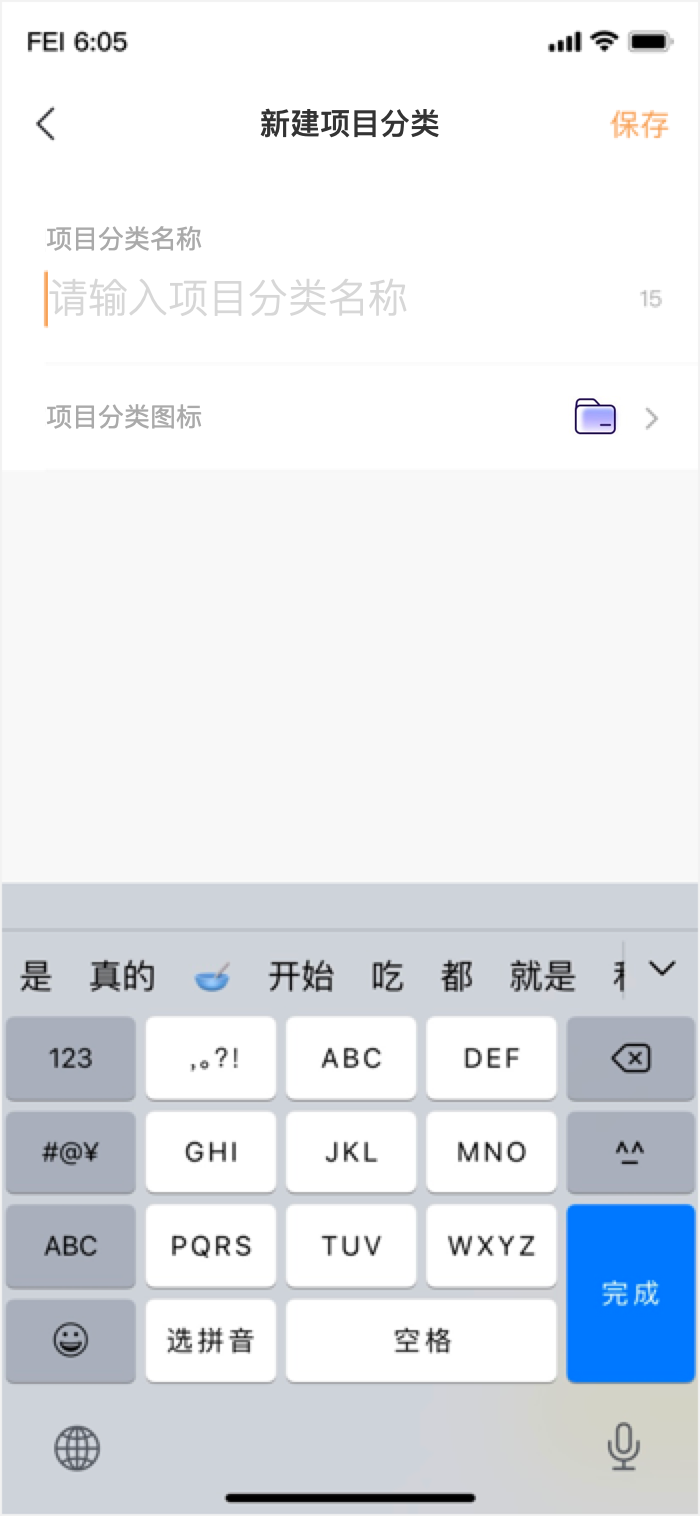 FEI 6:05
新建项目分类
保存
项目分类名称
请输入项目分类名称
15
项目分类图标
是 真的 开始 吃 都 就是
123 ,。?! ABC DEF
#@¥ GHI JKL MNO ^^
ABC PQRS TUV WXYZ
完成
选拼音 空格